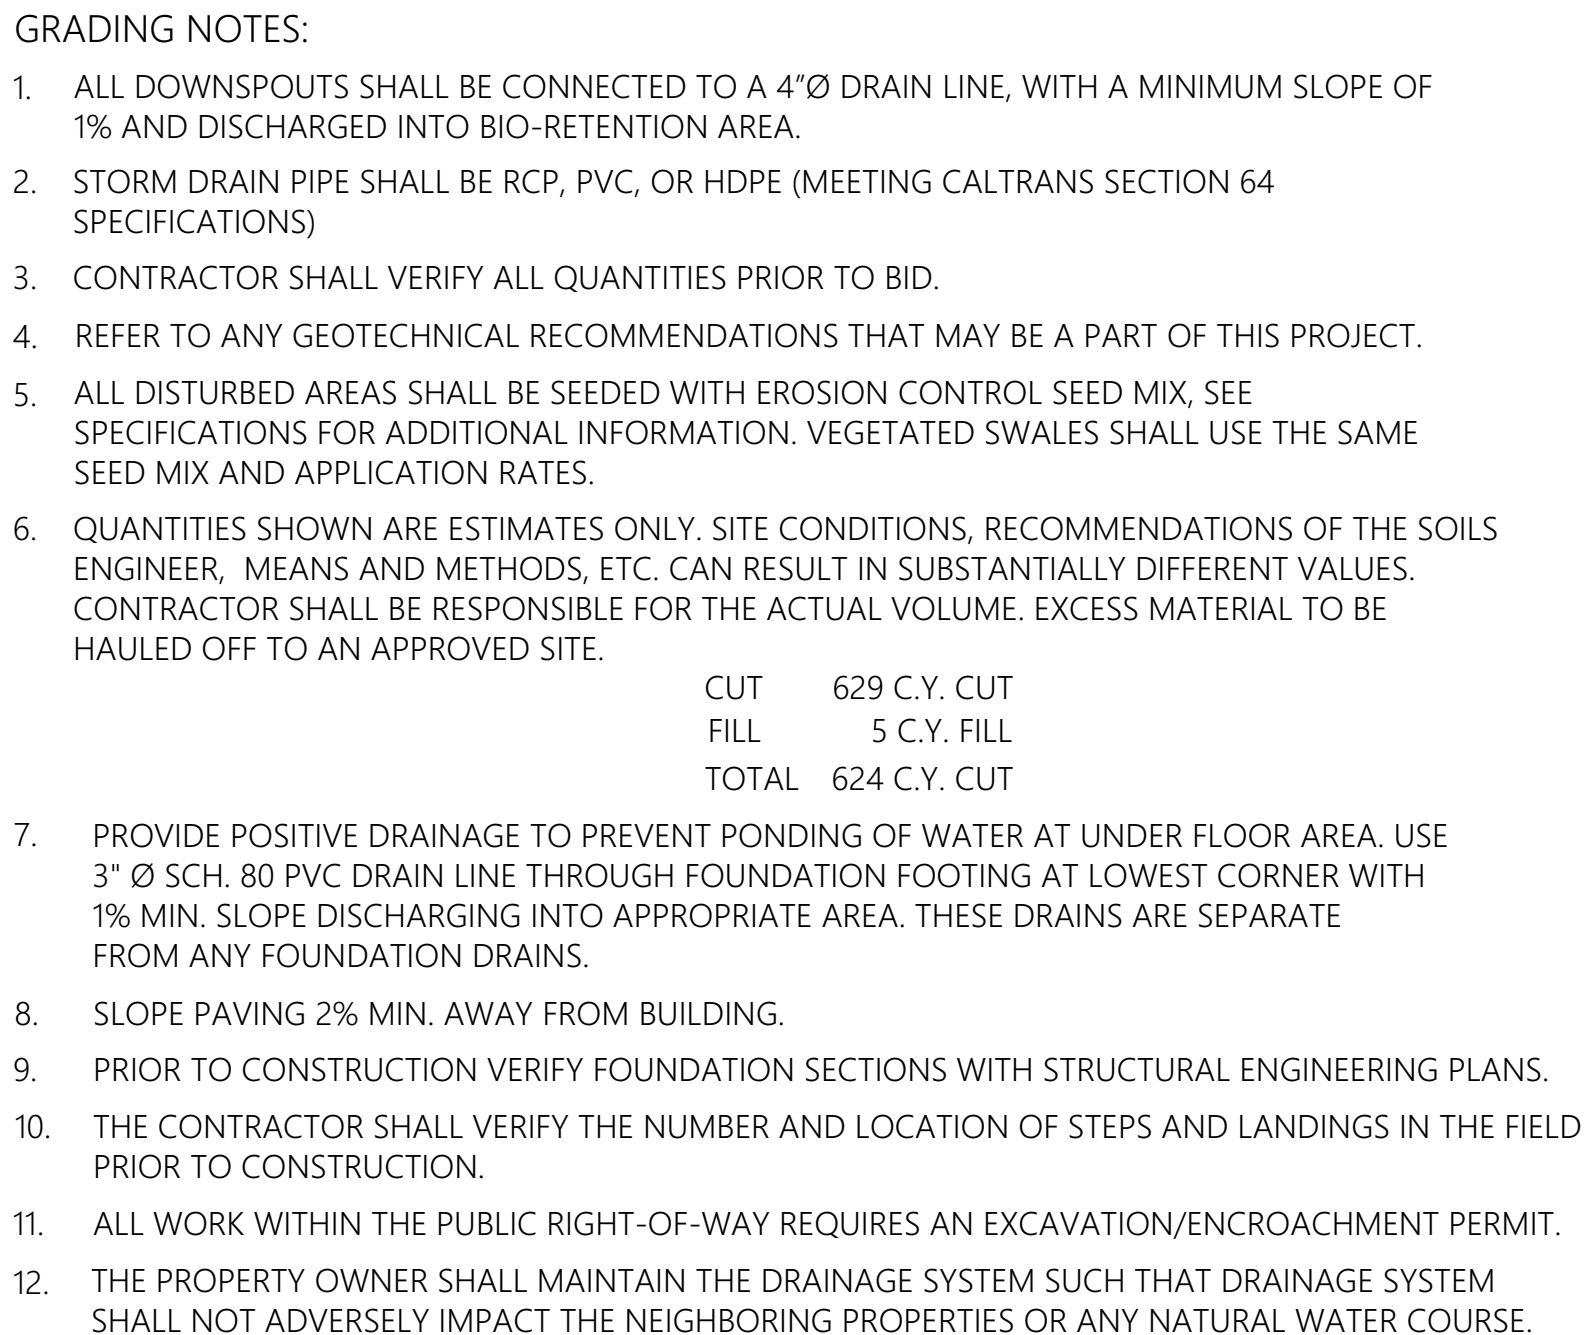 GRADING NOTES:
1. ALL DOWNSPOUTS SHALL BE CONNECTED TO A 4”Ø DRAIN LINE, WITH A MINIMUM SLOPE OF
1% AND DISCHARGED INTO BIO-RETENTION AREA.
2. STORM DRAIN PIPE SHALL BE RCP, PVC, OR HDPE (MEETING CALTRANS SECTION 64
SPECIFICATIONS)
3. CONTRACTOR SHALL VERIFY ALL QUANTITIES PRIOR TO BID.
4. REFER TO ANY GEOTECHNICAL RECOMMENDATIONS THAT MAY BE A PART OF THIS PROJECT.
5. ALL DISTURBED AREAS SHALL BE SEEDED WITH EROSION CONTROL SEED MIX, SEE
SPECIFICATIONS FOR ADDITIONAL INFORMATION. VEGETATED SWALES SHALL USE THE SAME
SEED MIX AND APPLICATION RATES.
6. QUANTITIES SHOWN ARE ESTIMATES ONLY. SITE CONDITIONS, RECOMMENDATIONS OF THE SOILS
ENGINEER, MEANS AND METHODS, ETC. CAN RESULT IN SUBSTANTIALLY DIFFERENT VALUES.
CONTRACTOR SHALL BE RESPONSIBLE FOR THE ACTUAL VOLUME. EXCESS MATERIAL TO BE
HAULED OFF TO AN APPROVED SITE.
CUT 629 C.Y. CUT
FILL 5 C.Y. FILL
TOTAL 624 C.Y. CUT
7. PROVIDE POSITIVE DRAINAGE TO PREVENT PONDING OF WATER AT UNDER FLOOR AREA. USE
3" Ø SCH. 80 PVC DRAIN LINE THROUGH FOUNDATION FOOTING AT LOWEST CORNER WITH
1% MIN. SLOPE DISCHARGING INTO APPROPRIATE AREA. THESE DRAINS ARE SEPARATE
FROM ANY FOUNDATION DRAINS.
8. SLOPE PAVING 2% MIN. AWAY FROM BUILDING.
9. PRIOR TO CONSTRUCTION VERIFY FOUNDATION SECTIONS WITH STRUCTURAL ENGINEERING PLANS.
10. THE CONTRACTOR SHALL VERIFY THE NUMBER AND LOCATION OF STEPS AND LANDINGS IN THE FIELD
PRIOR TO CONSTRUCTION.
11. ALL WORK WITHIN THE PUBLIC RIGHT-OF-WAY REQUIRES AN EXCAVATION/ENCROACHMENT PERMIT.
12. THE PROPERTY OWNER SHALL MAINTAIN THE DRAINAGE SYSTEM SUCH THAT DRAINAGE SYSTEM
SHALL NOT ADVERSELY IMPACT THE NEIGHBORING PROPERTIES OR ANY NATURAL WATER COURSE.